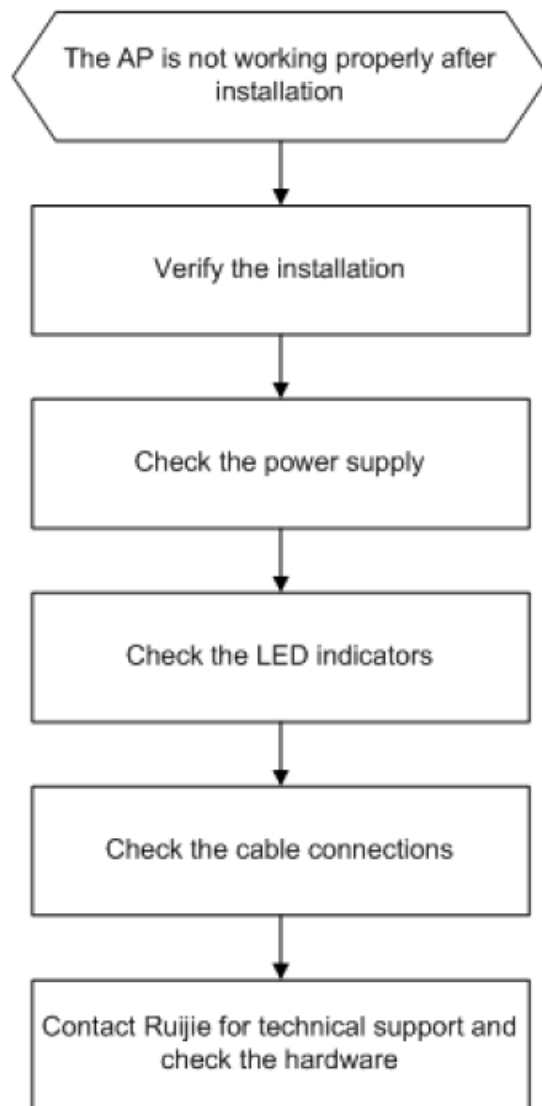 The AP is not working properly after
installation
Verify the installation
Check the power supply
Check the LED indicators
Check the cable connections
Contact Ruijie for technical support and
check the hardware